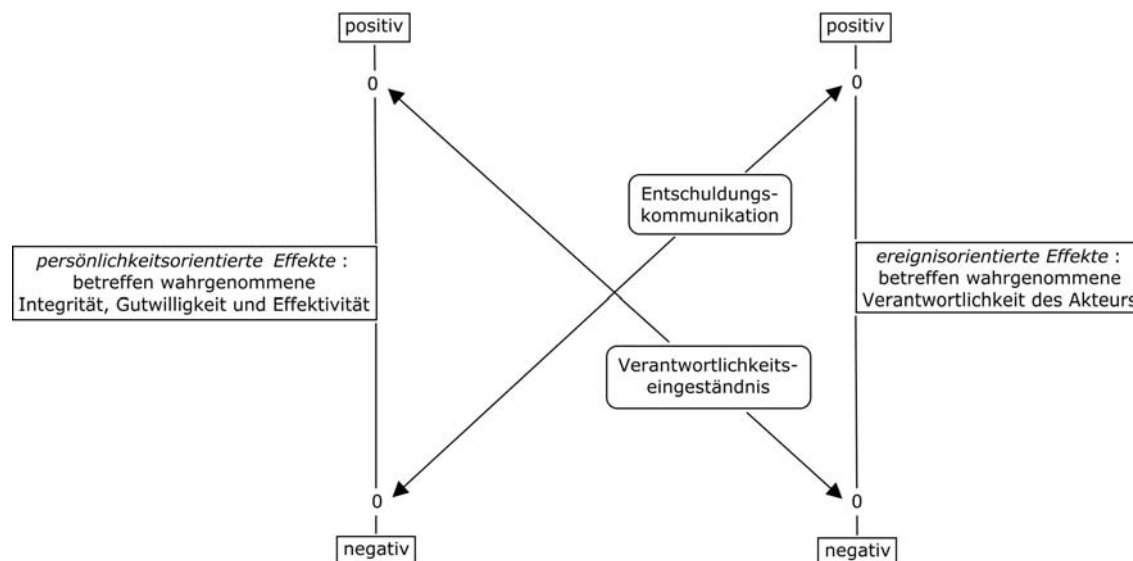 positiv
positiv
0
0
Entschuldungs-
kommunikation
persönlichkeitsorientierte Effekte :
betreffen wahrgenommene
Integrität, Gutwilligkeit und Effektivität
ereignisorientierte Effekte :
betreffen wahrgenommene
Verantwortlichkeit des Akteurs
Verantwortlichkeits-
eingeständnis
0
0
negativ
negativ